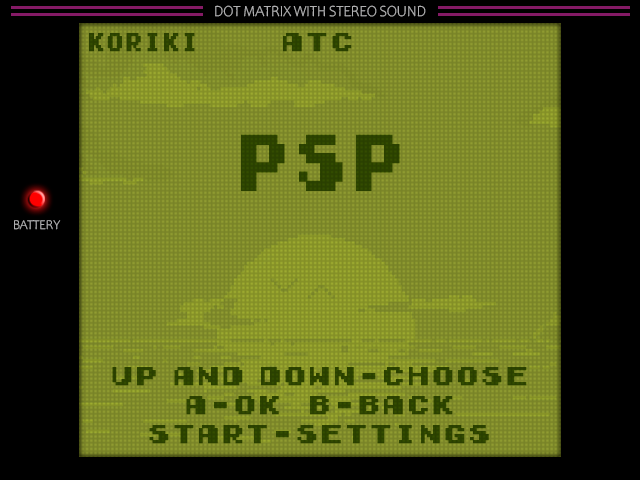 DOT MATRIX WITH STEREO SOUND
KORIKI ATC
PSP
BATTERY
UP AND DOWN-CHOOSE
A-OK B-BACK
START-SETTINGS